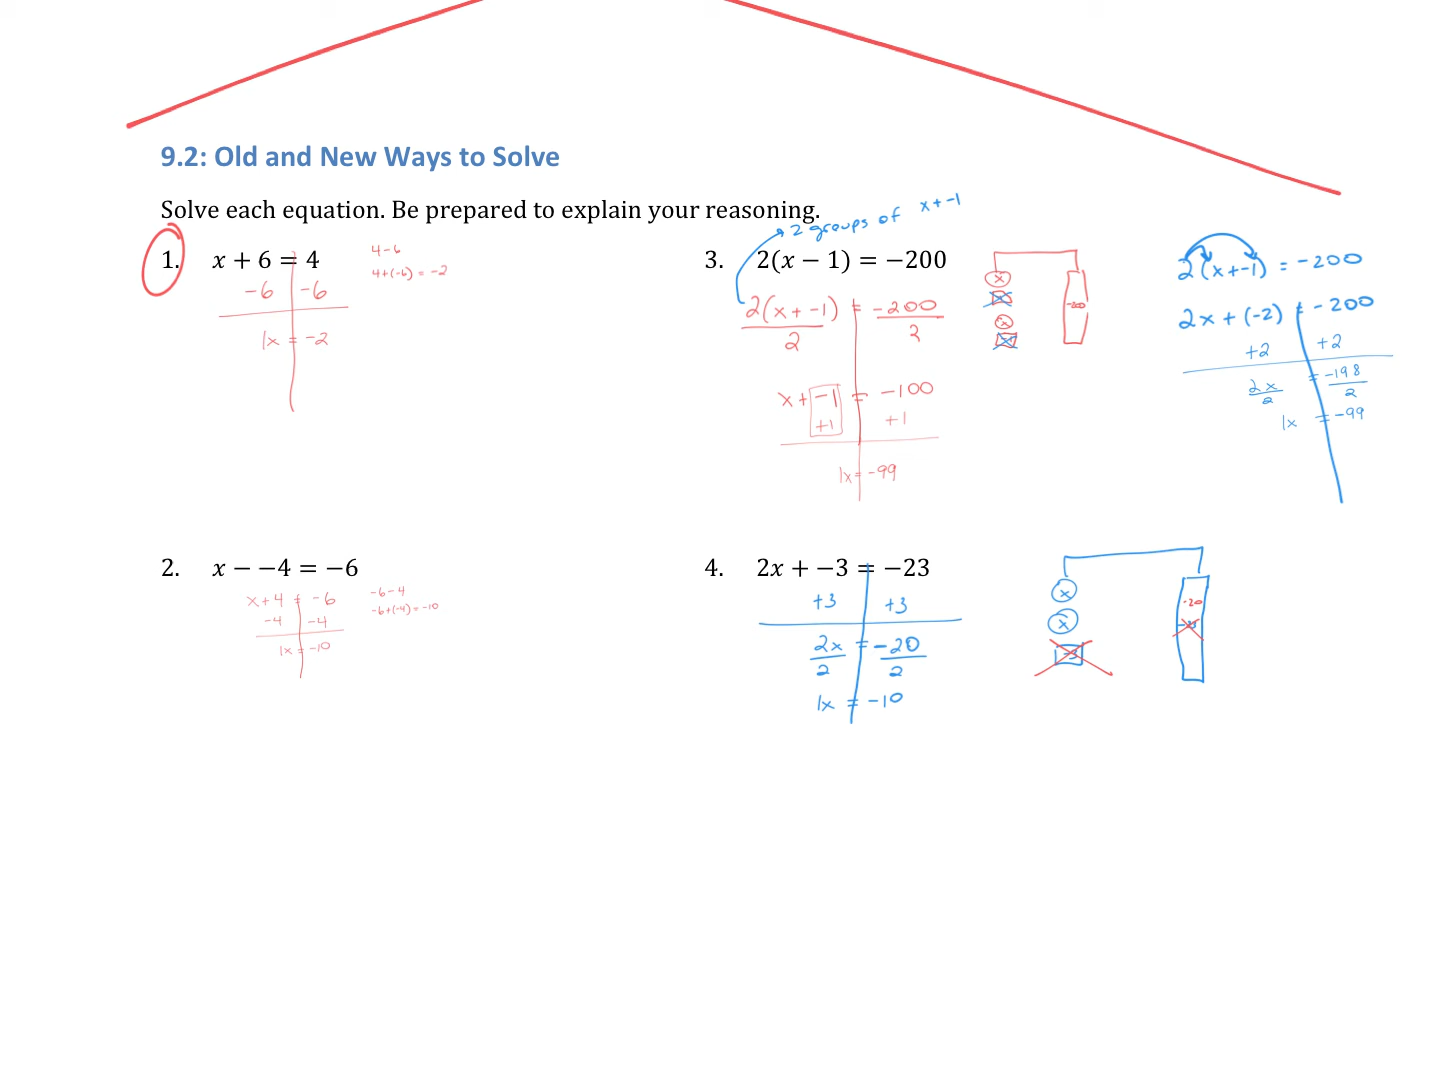 9.2: Old and New Ways to Solve
Solve each equation. Be prepared to explain your reasoning.
1. x + 6 = 4
-6 -6
1x = -2
4-6
4+(-6) = -2
2. x − −4 = −6
x+4 = -6
-4 -4
1x = -10
-6-4
-6+(-4) = -10
2 groups of x+-1
3. 2(x − 1) = −200
2(x + -1) = -200
2 2
x + -1 = -100
+1 +1
1x = -99
x
x
-200
2(x+-1) = -200
2x + (-2) = -200
+2 +2
2x = -198
2 2
1x = -99
4. 2x + −3 = −23
+3 +3
2x = -20
2 2
1x = -10
x
x
-3
-20
-23